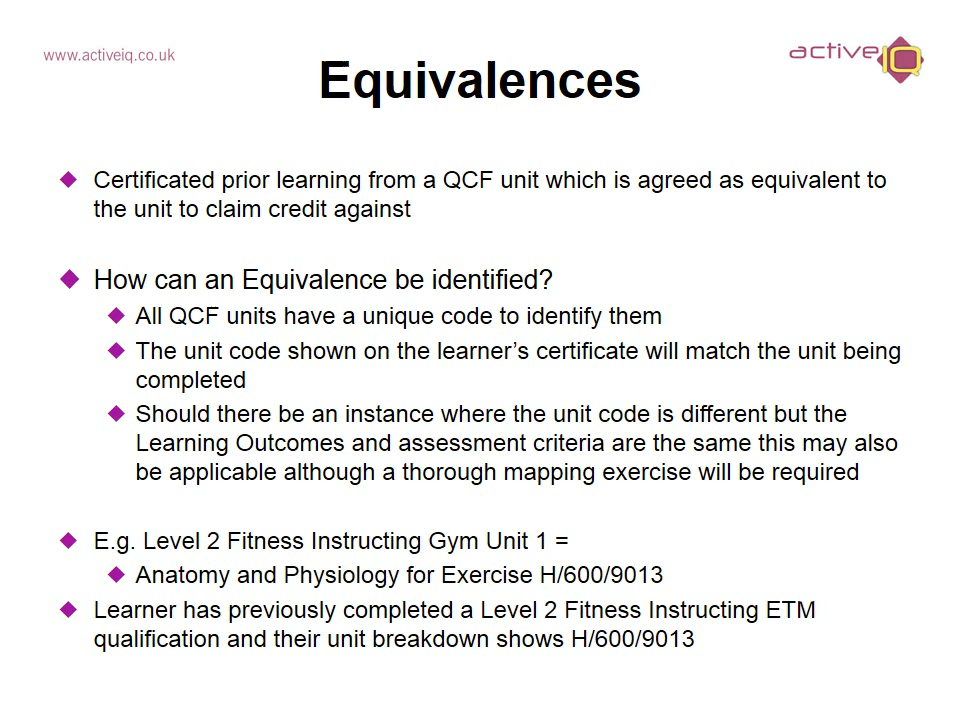 www.activeiq.co.uk
active IQ
Equivalences
Certificated prior learning from a QCF unit which is agreed as equivalent to
the unit to claim credit against
How can an Equivalence be identified?
All QCF units have a unique code to identify them
The unit code shown on the learner’s certificate will match the unit being
completed
Should there be an instance where the unit code is different but the
Learning Outcomes and assessment criteria are the same this may also
be applicable although a thorough mapping exercise will be required
E.g. Level 2 Fitness Instructing Gym Unit 1 =
Anatomy and Physiology for Exercise H/600/9013
Learner has previously completed a Level 2 Fitness Instructing ETM
qualification and their unit breakdown shows H/600/9013